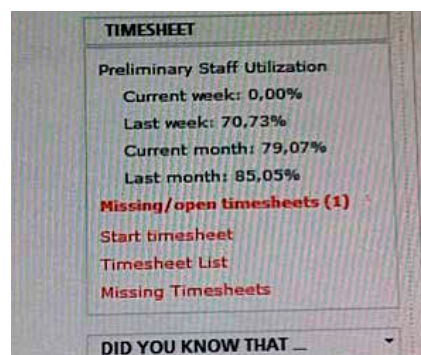 TIMESHEET
Preliminary Staff Utilization
Current week: 0,00%
Last week: 70,73%
Current month: 79,07%
Last month: 85,05%
Missing/open timesheets (1)
Start timesheet
Timesheet List
Missing Timesheets
DID YOU KNOW THAT ...